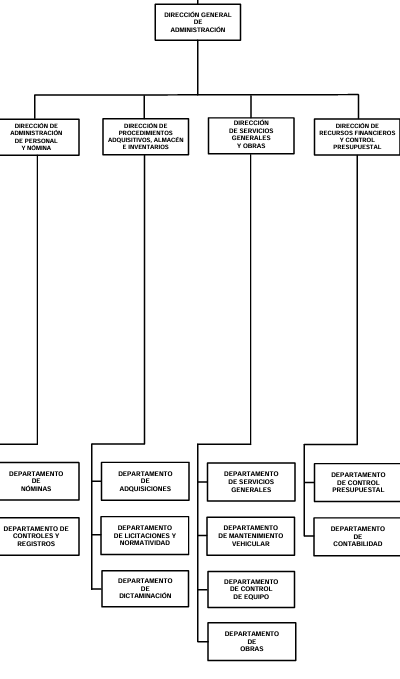 DIRECCIÓN GENERAL
DE
ADMINISTRACIÓN
DIRECCIÓN DE
ADMINISTRACIÓN
DE PERSONAL
Y NÓMINA
DIRECCIÓN DE
PROCEDIMIENTOS
ADQUISITIVOS, ALMACÉN
E INVENTARIOS
DIRECCIÓN
DE SERVICIOS
GENERALES
Y OBRAS
DIRECCIÓN DE
RECURSOS FINANCIEROS
Y CONTROL
PRESUPUESTAL
DEPARTAMENTO
DE
NÓMINAS
DEPARTAMENTO DE
CONTROLES Y
REGISTROS
DEPARTAMENTO
DE
ADQUISICIONES
DEPARTAMENTO
DE LICITACIONES Y
NORMATIVIDAD
DEPARTAMENTO
DE
DICTAMINACIÓN
DEPARTAMENTO
DE SERVICIOS
GENERALES
DEPARTAMENTO
DE MANTENIMIENTO
VEHICULAR
DEPARTAMENTO
DE CONTROL
DE EQUIPO
DEPARTAMENTO
DE
OBRAS
DEPARTAMENTO
DE CONTROL
PRESUPUESTAL
DEPARTAMENTO
DE
CONTABILIDAD